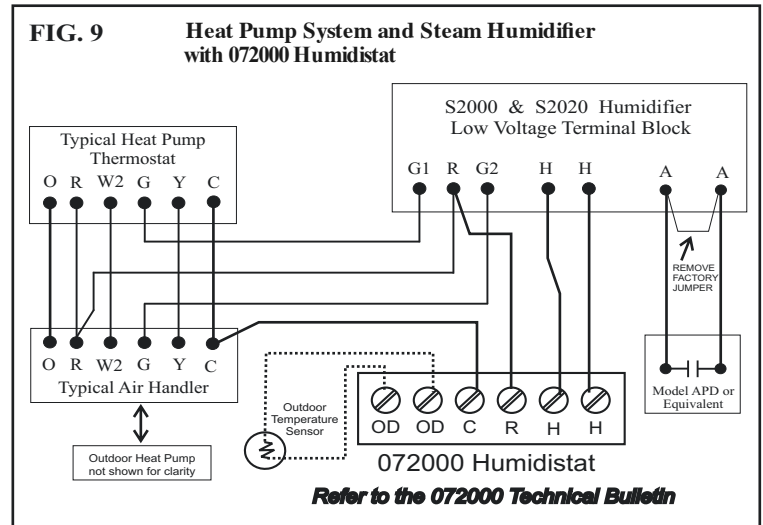 FIG. 9
Heat Pump System and Steam Humidifier
with 072000 Humidistat
S2000 & S2020 Humidifier
Low Voltage Terminal Block
G1 R G2 H H A A
Typical Heat Pump
Thermostat
O R W2 G Y C
REMOVE
FACTORY
JUMPER
O R W2 G Y C
Typical Air Handler
Outdoor Heat Pump
not shown for clarity
Outdoor
Temperature
Sensor
OD OD C R H H
072000 Humidistat
Refer to the 072000 Technical Bulletin
Model APD or
Equivalent